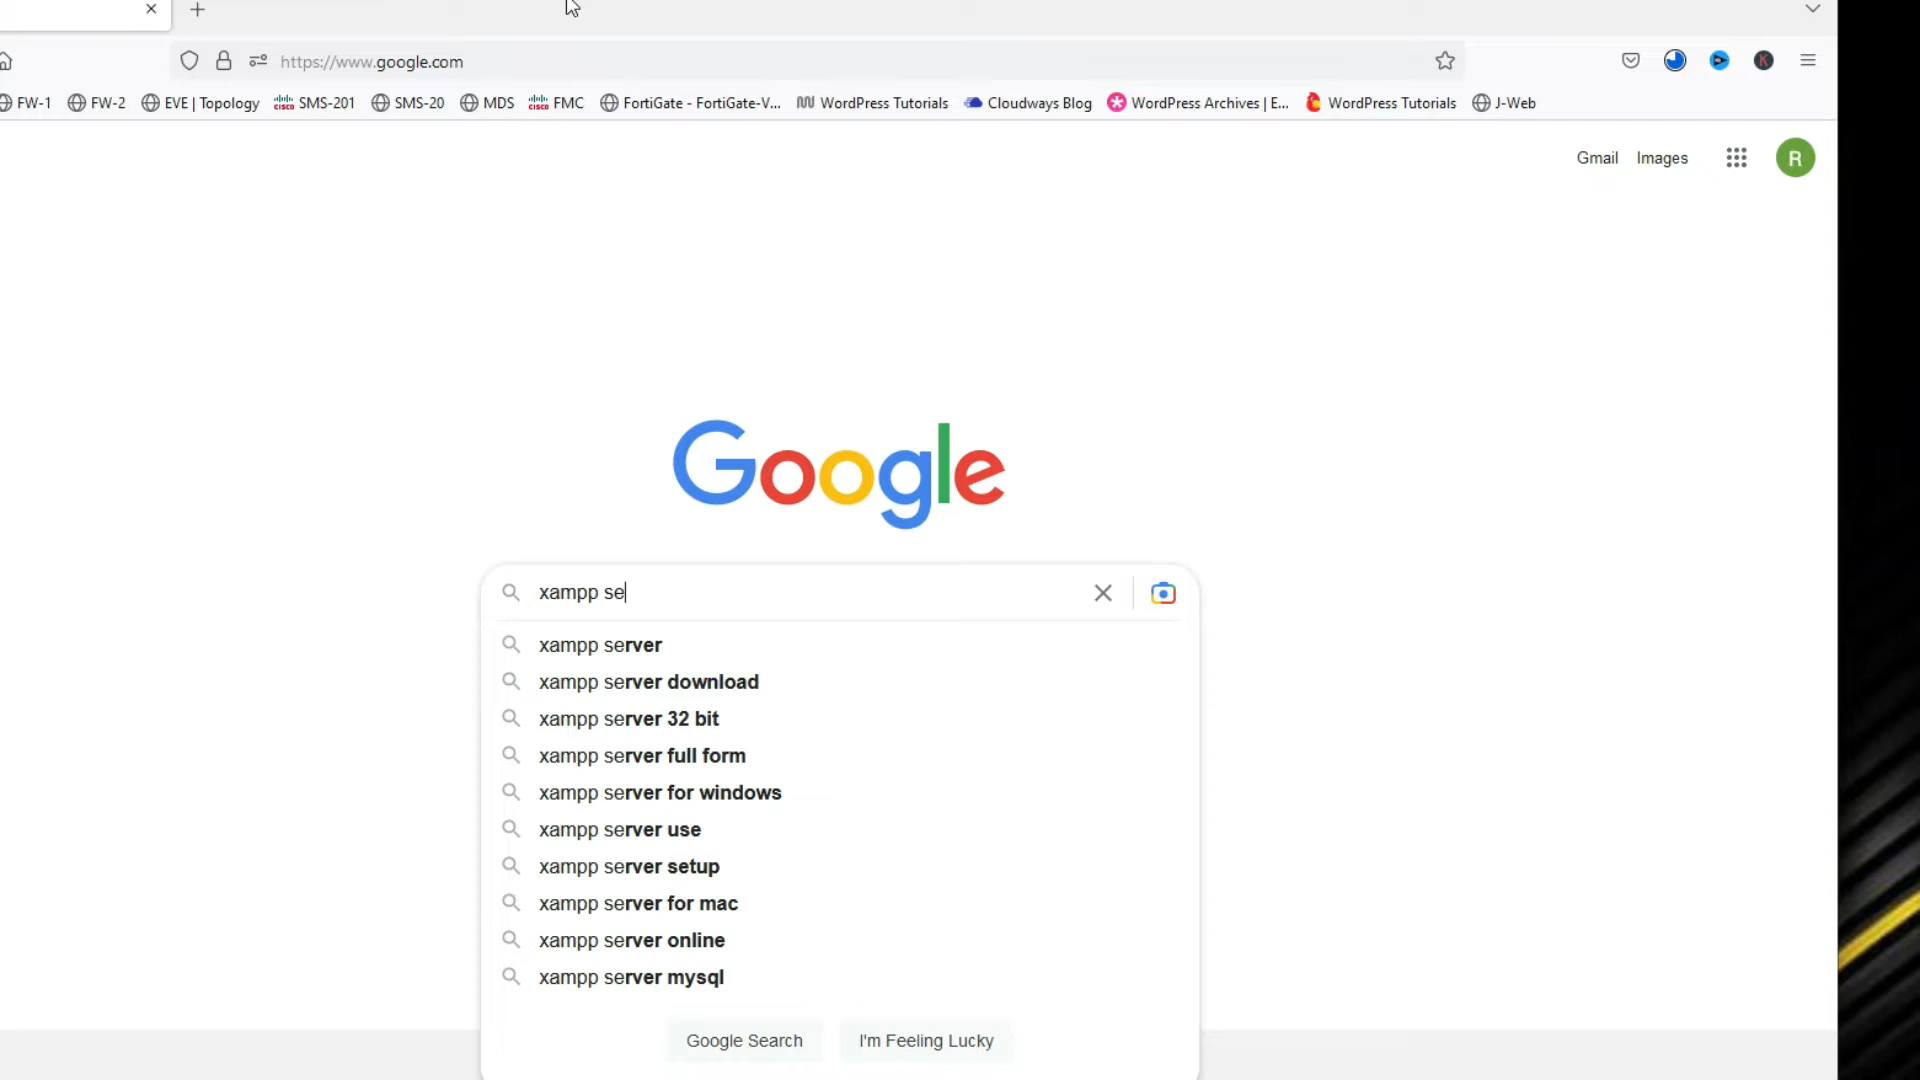 https://www.google.com
FW-1 FW-2 EVE | Topology SMS-201 SMS-20 MDS FMC FortiGate - FortiGate-V... WordPress Tutorials Cloudways Blog WordPress Archives | E... WordPress Tutorials J-Web
Gmail Images R
Google
xampp se
xampp server
xampp server download
xampp server 32 bit
xampp server full form
xampp server for windows
xampp server use
xampp server setup
xampp server for mac
xampp server online
xampp server mysql
Google Search I'm Feeling Lucky